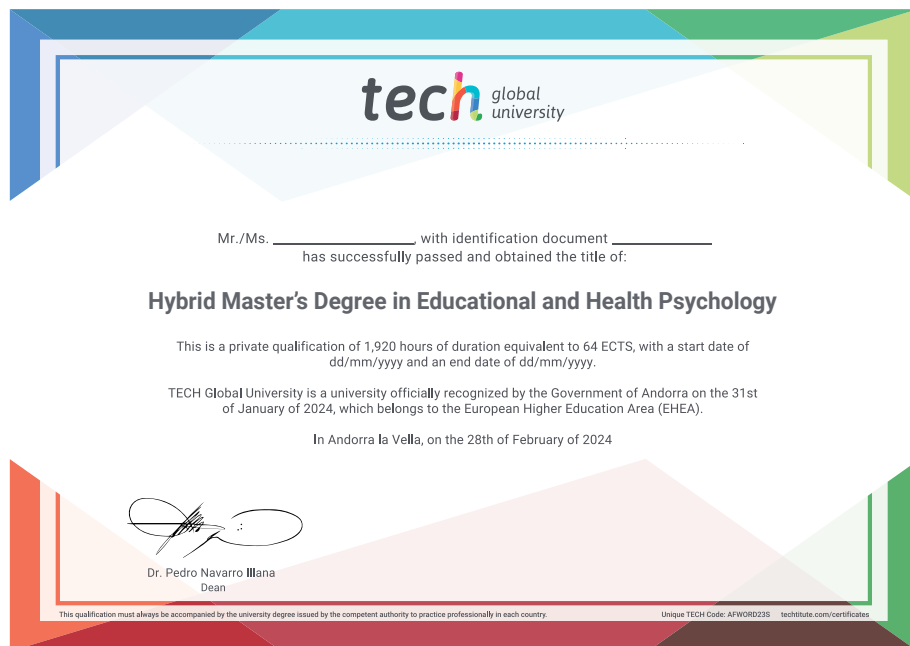 tech global
university
Mr./Ms. ____________, with identification document ____________
has successfully passed and obtained the title of:
Hybrid Master’s Degree in Educational and Health Psychology
This is a private qualification of 1,920 hours of duration equivalent to 64 ECTS, with a start date of
dd/mm/yyyy and an end date of dd/mm/yyyy.
TECH Global University is a university officially recognized by the Government of Andorra on the 31st
of January of 2024, which belongs to the European Higher Education Area (EHEA).
In Andorra la Vella, on the 28th of February of 2024
Dr. Pedro Navarro Illana
Dean
This qualification must always be accompanied by the university degree issued by the competent authority to practice professionally in each country.
Unique TECH Code: AFWORD23S techtitute.com/certificates